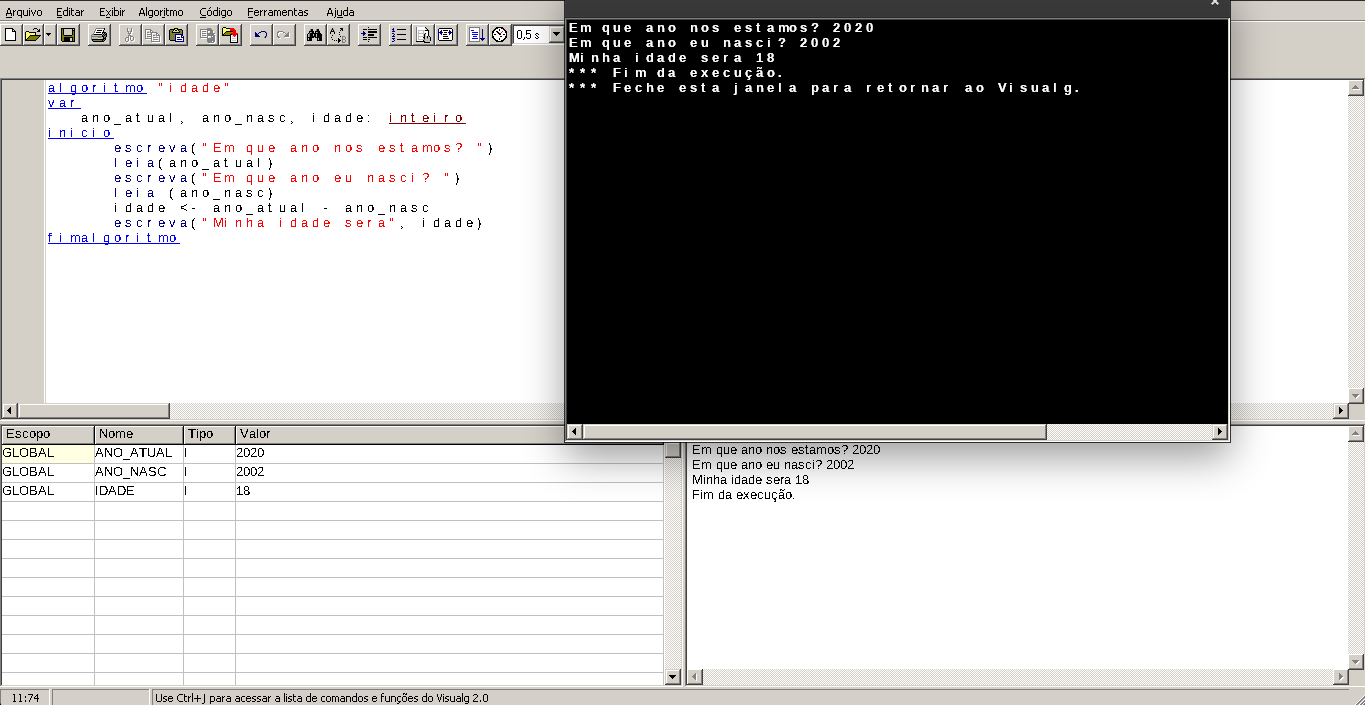 Arquivo Editar Exibir Algoritmo Código Ferramentas Ajuda
0,5 s
algoritmo "idade"
var
ano_atual, ano_nasc, idade: inteiro
inicio
escreva("Em que ano nos estamos? ")
leia(ano_atual)
escreva("Em que ano eu nasci? ")
leia (ano_nasc)
idade <- ano_atual - ano_nasc
escreva("Minha idade sera", idade)
fimalgoritmo
Em que ano nos estamos? 2020
Em que ano eu nasci? 2002
Minha idade sera 18
*** Fim da execução.
*** Feche esta janela para retornar ao Visualg.
Escopo Nome Tipo Valor
GLOBAL ANO_ATUAL I 2020
GLOBAL ANO_NASC I 2002
GLOBAL IDADE I 18
Em que ano nos estamos? 2020
Em que ano eu nasci? 2002
Minha idade sera 18
Fim da execução.
11:74 Use Ctrl+J para acessar a lista de comandos e funções do Visualg 2.0